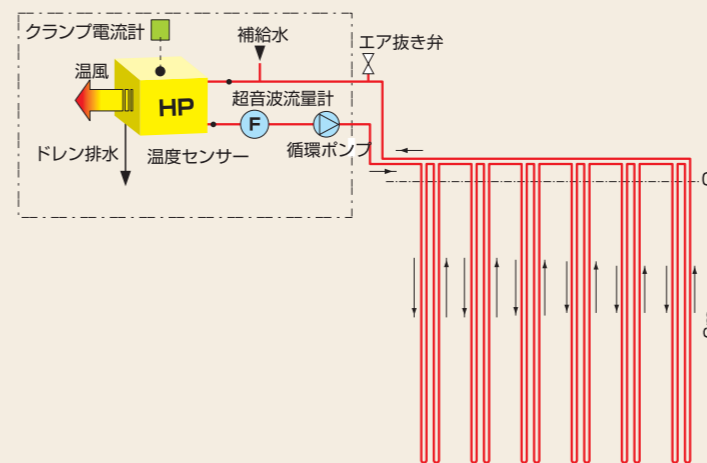 クランプ電流計
補給水
エア抜き弁
温風
HP
超音波流量計
F
ドレン排水
温度センサー
循環ポンプ